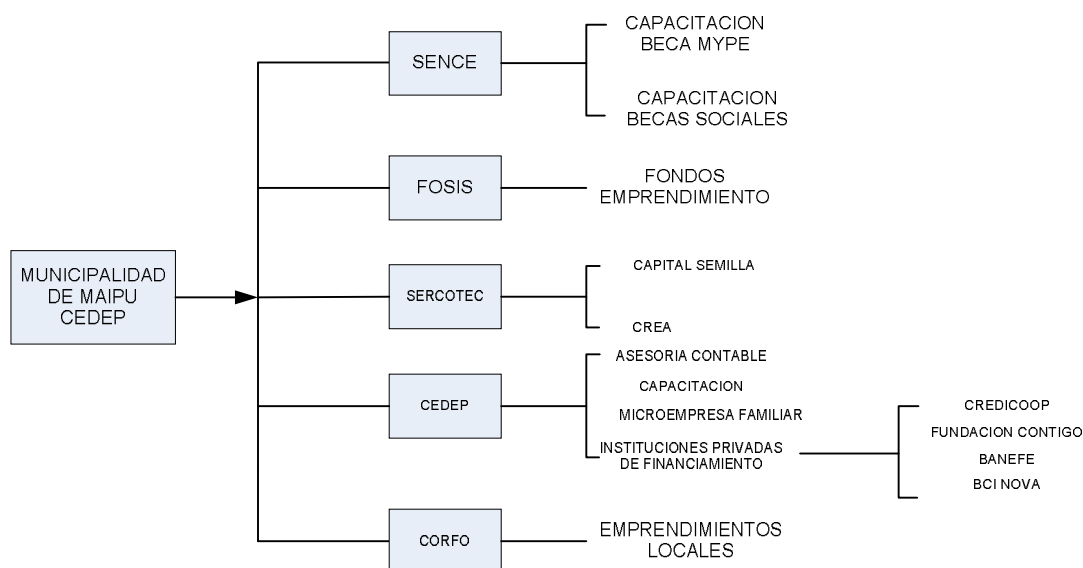 MUNICIPALIDAD
DE MAIPU
CEDEP
SENCE
CAPACITACION
BECA MYPE
CAPACITACION
BECAS SOCIALES
FOSIS
FONDOS
EMPRENDIMIENTO
SERCOTEC
CAPITAL SEMILLA
CREA
CEDEP
ASESORIA CONTABLE
CAPACITACION
MICROEMPRESA FAMILIAR
INSTITUCIONES PRIVADAS
DE FINANCIAMIENTO
CREDICOOP
FUNDACION CONTIGO
BANEFE
BCI NOVA
CORFO
EMPRENDIMIENTOS
LOCALES